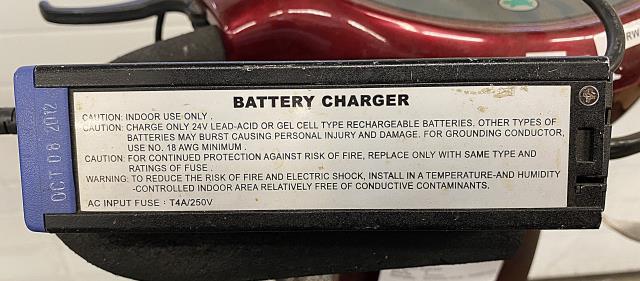 BATTERY CHARGER
CAUTION: INDOOR USE ONLY .
CAUTION: CHARGE ONLY 24V LEAD-ACID OR GEL CELL TYPE RECHARGEABLE BATTERIES. OTHER TYPES OF
BATTERIES MAY BURST CAUSING PERSONAL INJURY AND DAMAGE. FOR GROUNDING CONDUCTOR,
USE NO. 18 AWG MINIMUM .
CAUTION: FOR CONTINUED PROTECTION AGAINST RISK OF FIRE, REPLACE ONLY WITH SAME TYPE AND
RATINGS OF FUSE .
WARNING: TO REDUCE THE RISK OF FIRE AND ELECTRIC SHOCK, INSTALL IN A TEMPERATURE-AND HUMIDITY
-CONTROLLED INDOOR AREA RELATIVELY FREE OF CONDUCTIVE CONTAMINANTS.
AC INPUT FUSE : T4A/250V
OCT 08 2012
RW